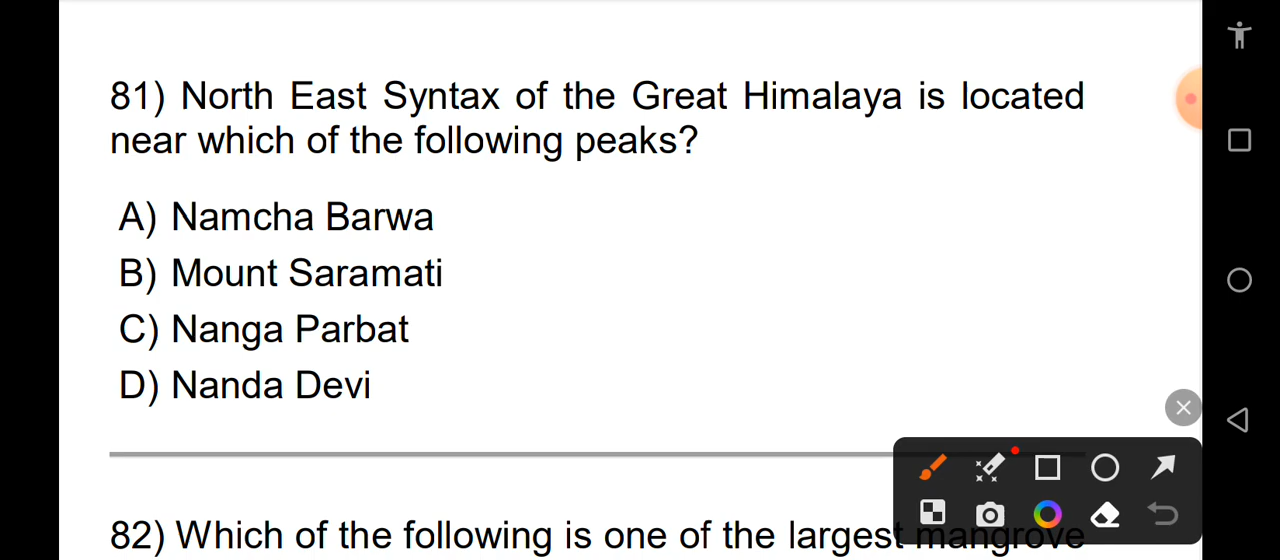 81) North East Syntax of the Great Himalaya is located
near which of the following peaks?
A) Namcha Barwa
B) Mount Saramati
C) Nanga Parbat
D) Nanda Devi
82) Which of the following is one of the largest mangrove